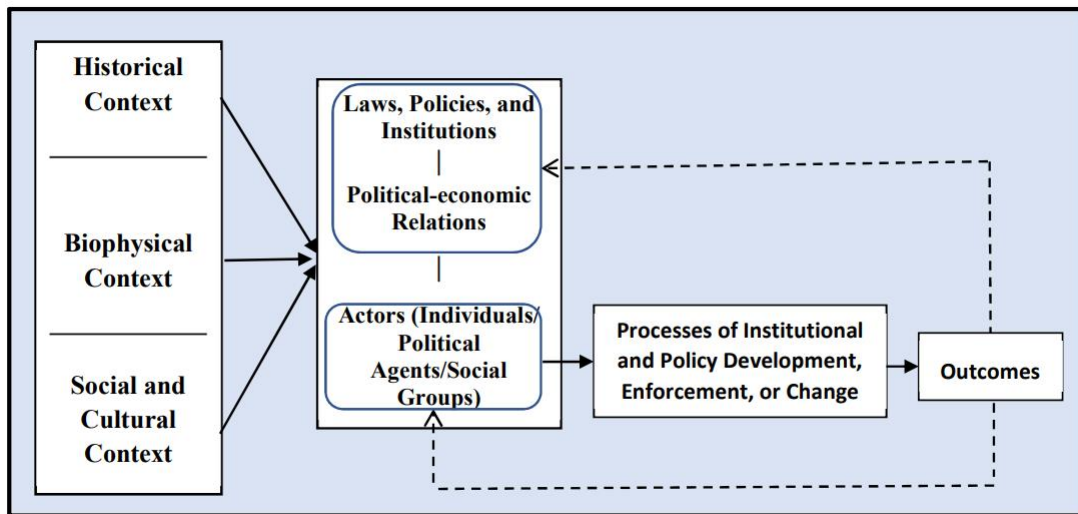 Historical
Context
Biophysical
Context
Social and
Cultural
Context
Laws, Policies, and
Institutions
Political-economic
Relations
Actors (Individuals/
Political
Agents/Social
Groups)
Processes of Institutional
and Policy Development,
Enforcement, or Change
Outcomes